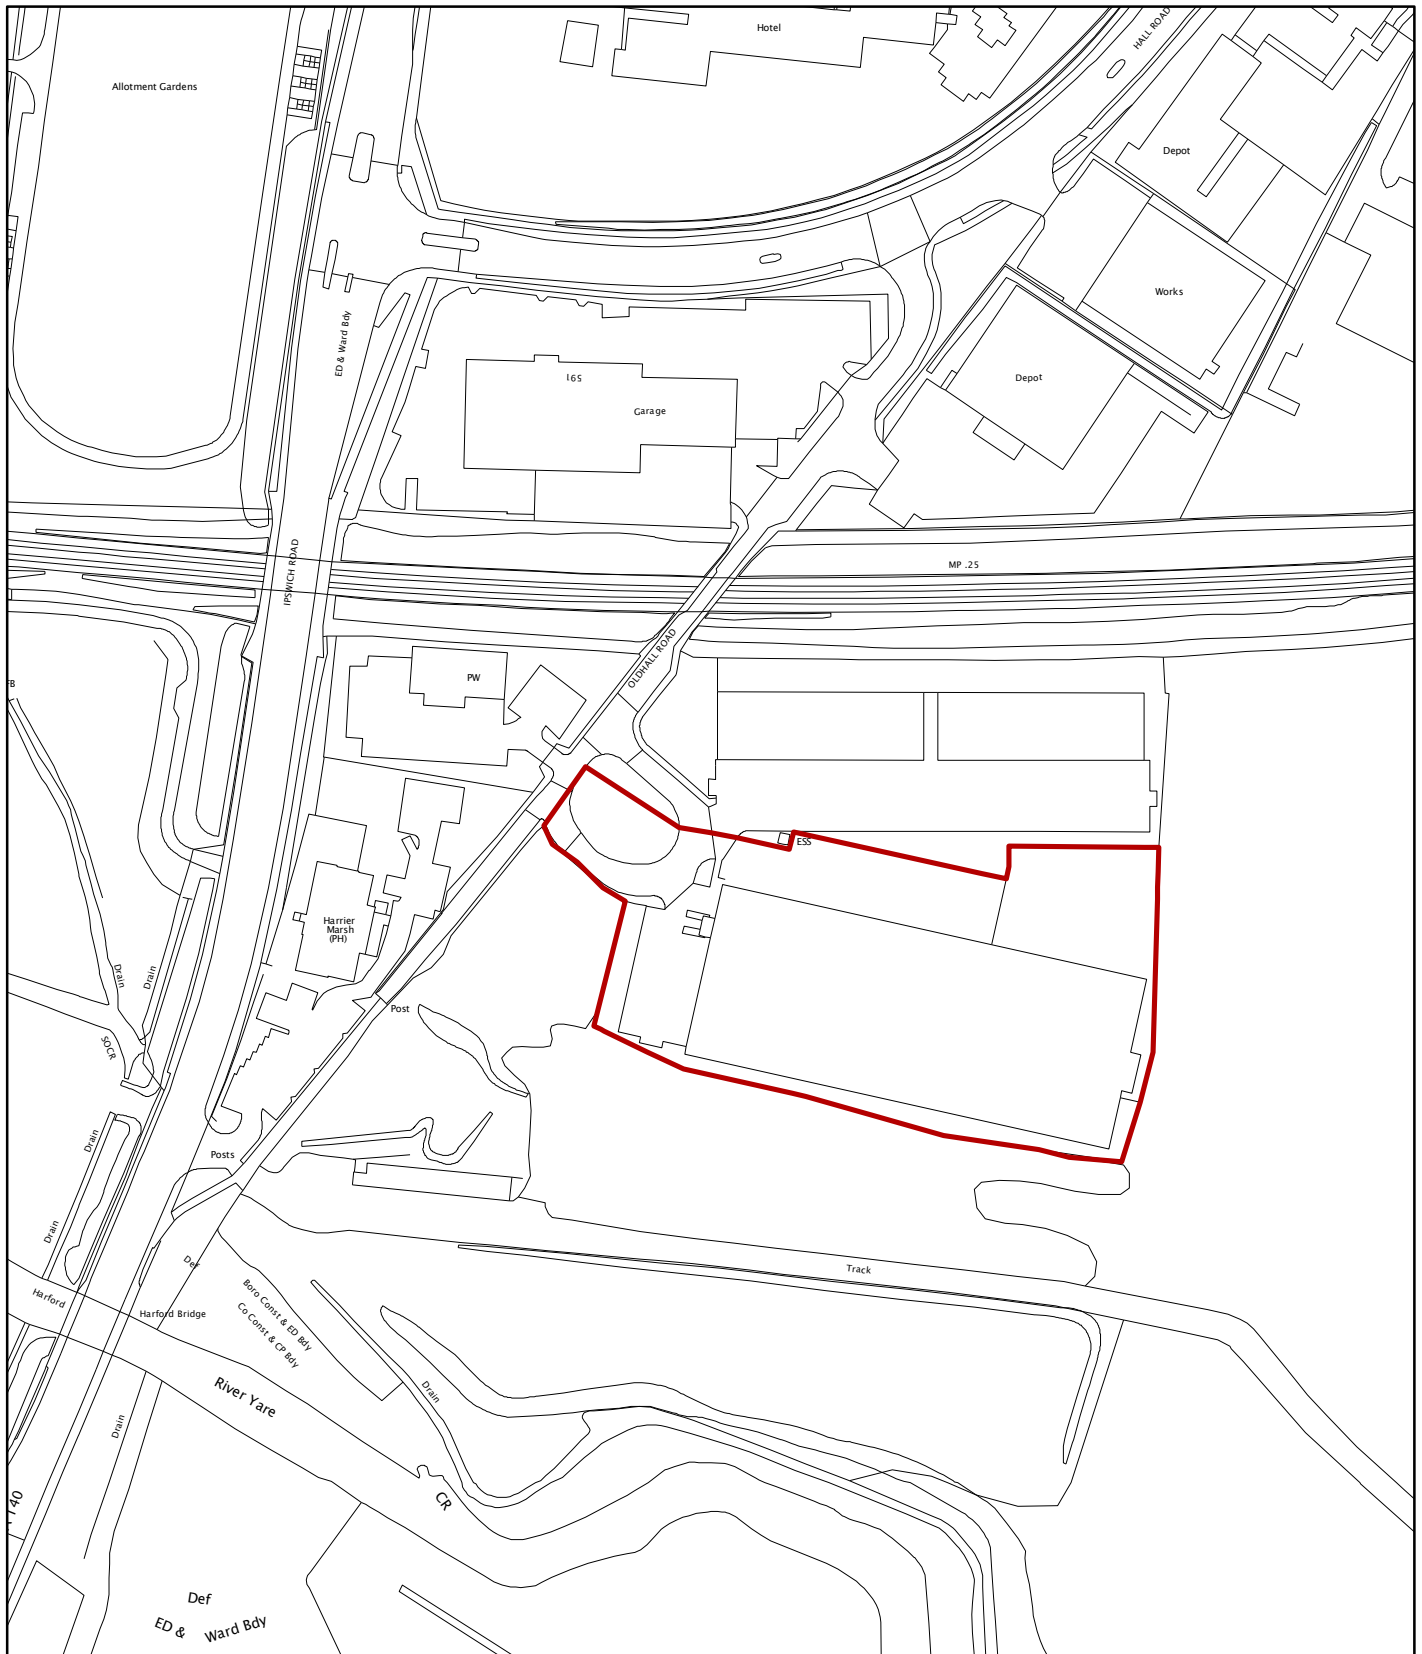 Hotel
HALL ROAD
Allotment Gardens
Depot
Works
ED & Ward Bdy
591
Depot
Garage
IPSWICH ROAD
MP .25
OLDHALL ROAD
PW
FB
ESS
Harrier
Marsh
(PH)
Drain
Drain
Post
SOCR
Drain
Posts
Drain
Def
Track
Harford
Harford Bridge
Boro Const & ED Bdy
Co Const & CP Bdy
River Yare
Drain
Drain
CR
Def
ED & Ward Bdy